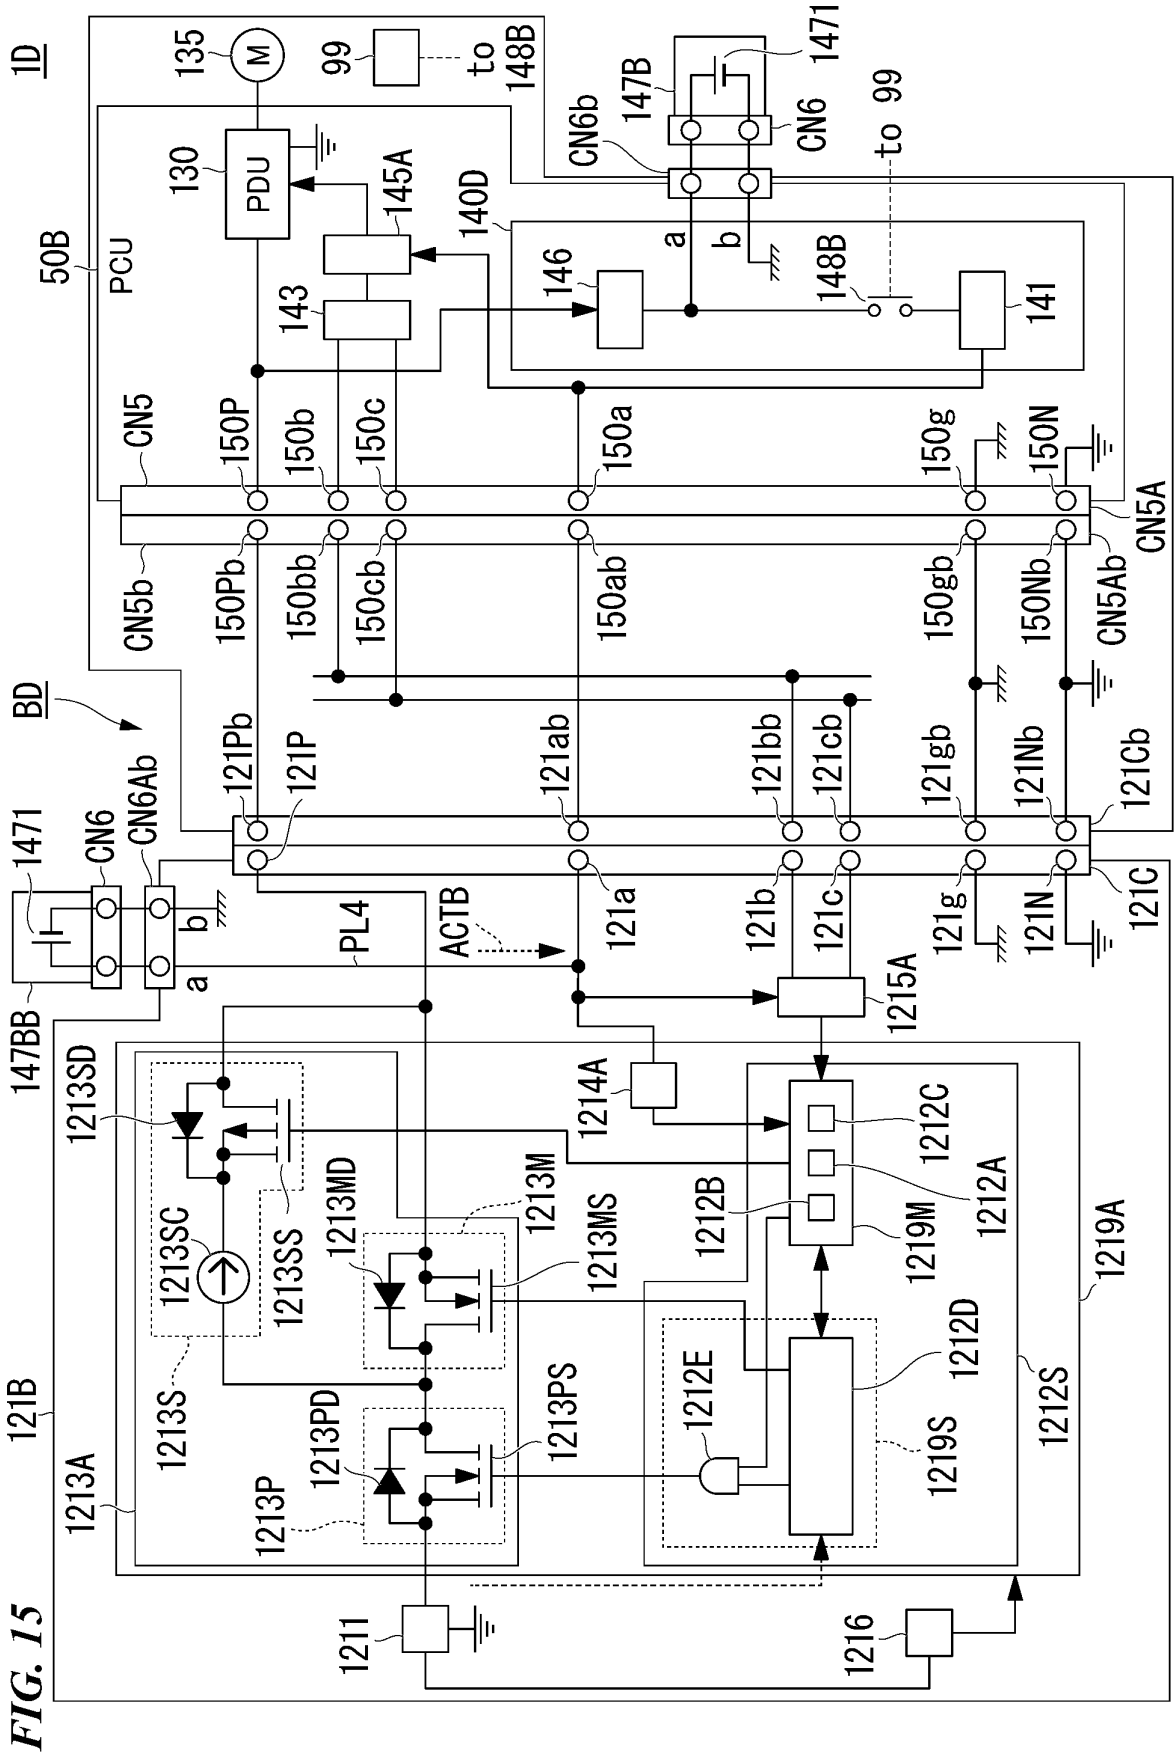 FIG. 15
1D
BD
121B
1213A
1213S
1213SC
1213SD
1213SS
147BB
1471
CN6
CN6Ab
a
b
PL4
ACTB
50B
PCU
CN5
CN5b
135
M
130
PDU
99
to
148B
143
145A
140D
CN6b
147B
1471
CN6
to 99
146
a
b
148B
141
150P
150b
150c
150a
150g
150N
CN5A
150Pb
150bb
150cb
150ab
150gb
150Nb
CN5Ab
121Pb
121P
121ab
121bb
121cb
121gb
121Nb
121Cb
121a
121b
121c
121g
121N
121C
1215A
1214A
1213MD
1213M
1213MS
1213PD
1213P
1213PS
1212B
1212C
1212A
1219M
1219A
1212E
1212D
1212S
1219S
1211
1216